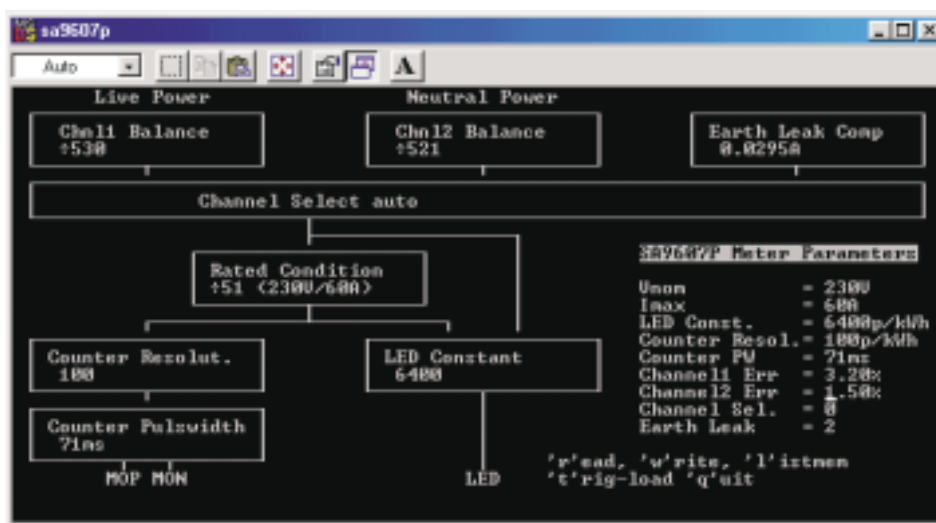 sa9607p
Auto
A
Live Power
Neutral Power
Chnl1 Balance
÷530
Chnl2 Balance
÷521
Earth Leak Comp
0.0295A
Channel Select auto
Rated Condition
÷51 (230V/60A)
Counter Resolut.
100
LED Constant
6400
Counter Pulswidth
71ms
MOP MON
LED
SA9607P Meter Parameters
Unom = 230V
Imax = 60A
LED Const. = 6400p/kWh
Counter Resol.= 100p/kWh
Counter PW = 71ms
Channel1 Err = 3.20%
Channel2 Err = 1.50%
Channel Sel. = 0
Earth Leak = 2
'r'ead, 'w'rite, 'l'istmem
't'rig-load 'q'uit